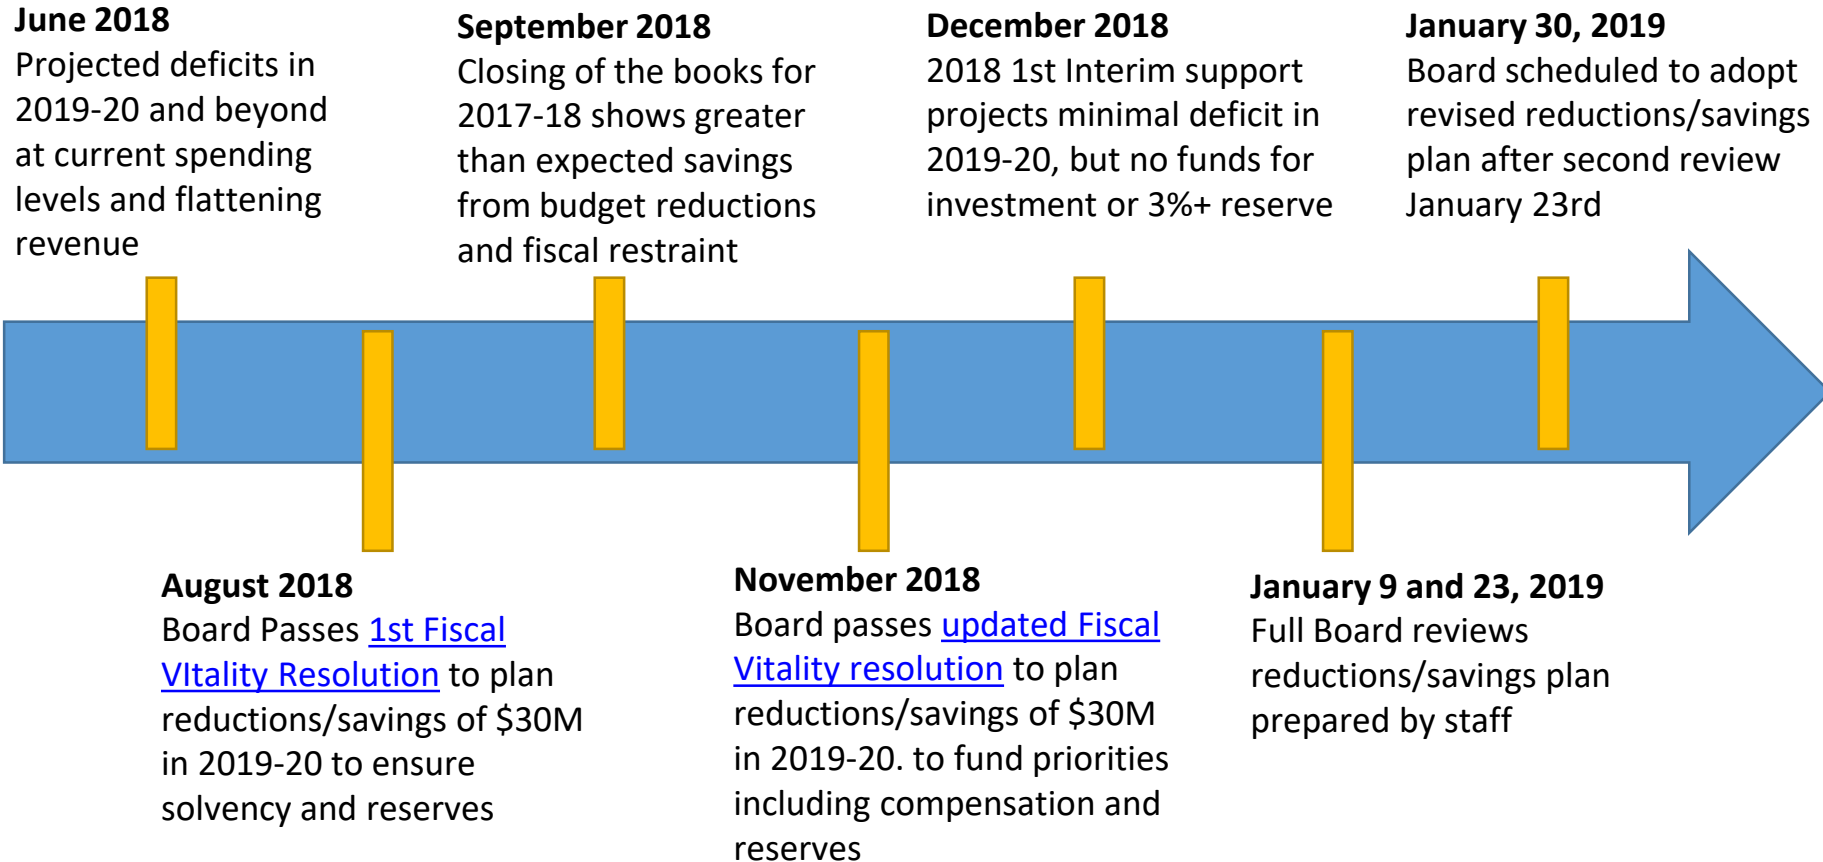 June 2018
Projected deficits in
2019-20 and beyond
at current spending
levels and flattening
revenue
September 2018
Closing of the books for
2017-18 shows greater
than expected savings
from budget reductions
and fiscal restraint
December 2018
2018 1st Interim support
projects minimal deficit in
2019-20, but no funds for
investment or 3%+ reserve
January 30, 2019
Board scheduled to adopt
revised reductions/savings
plan after second review
January 23rd
August 2018
Board Passes 1st Fiscal
VItality Resolution to plan
reductions/savings of $30M
in 2019-20 to ensure
solvency and reserves
November 2018
Board passes updated Fiscal
Vitality resolution to plan
reductions/savings of $30M
in 2019-20. to fund priorities
including compensation and
reserves
January 9 and 23, 2019
Full Board reviews
reductions/savings plan
prepared by staff